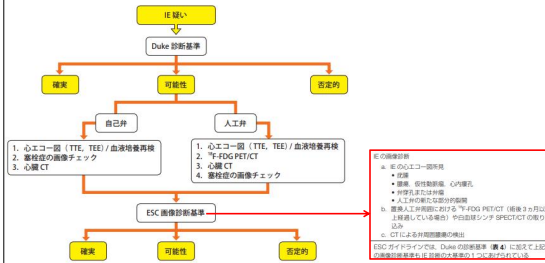 IE 疑い
Duke 診断基準
確実
可能性
否定的
自己弁
人工弁
1. 心エコー図（TTE, TEE）/ 血液培養再検
2. 塞栓症の画像チェック
3. 心臓 CT
1. 心エコー図（TTE, TEE）/ 血液培養再検
2. ¹⁸F-FDG PET/CT
3. 心臓 CT
4. 塞栓症の画像チェック
ESC 画像診断基準
確実
可能性
否定的
IE の画像診断
a. IE の心エコー図所見
• 疣腫
• 膿瘍，仮性動脈瘤，心内瘻孔
• 弁穿孔または弁瘤
• 人工弁の新たな部分的裂開
b. 置換人工弁周囲における ¹⁸F-FDG PET/CT（術後 3 ヵ月以
上経過している場合）や白血球シンチ SPECT/CT の取り
込み
c. CT による弁周囲膿瘍の検出
ESC ガイドラインでは，Duke の診断基準（表 4）に加えて上記
の画像診断基準も IE 診断の大基準の 1 つにあげられている